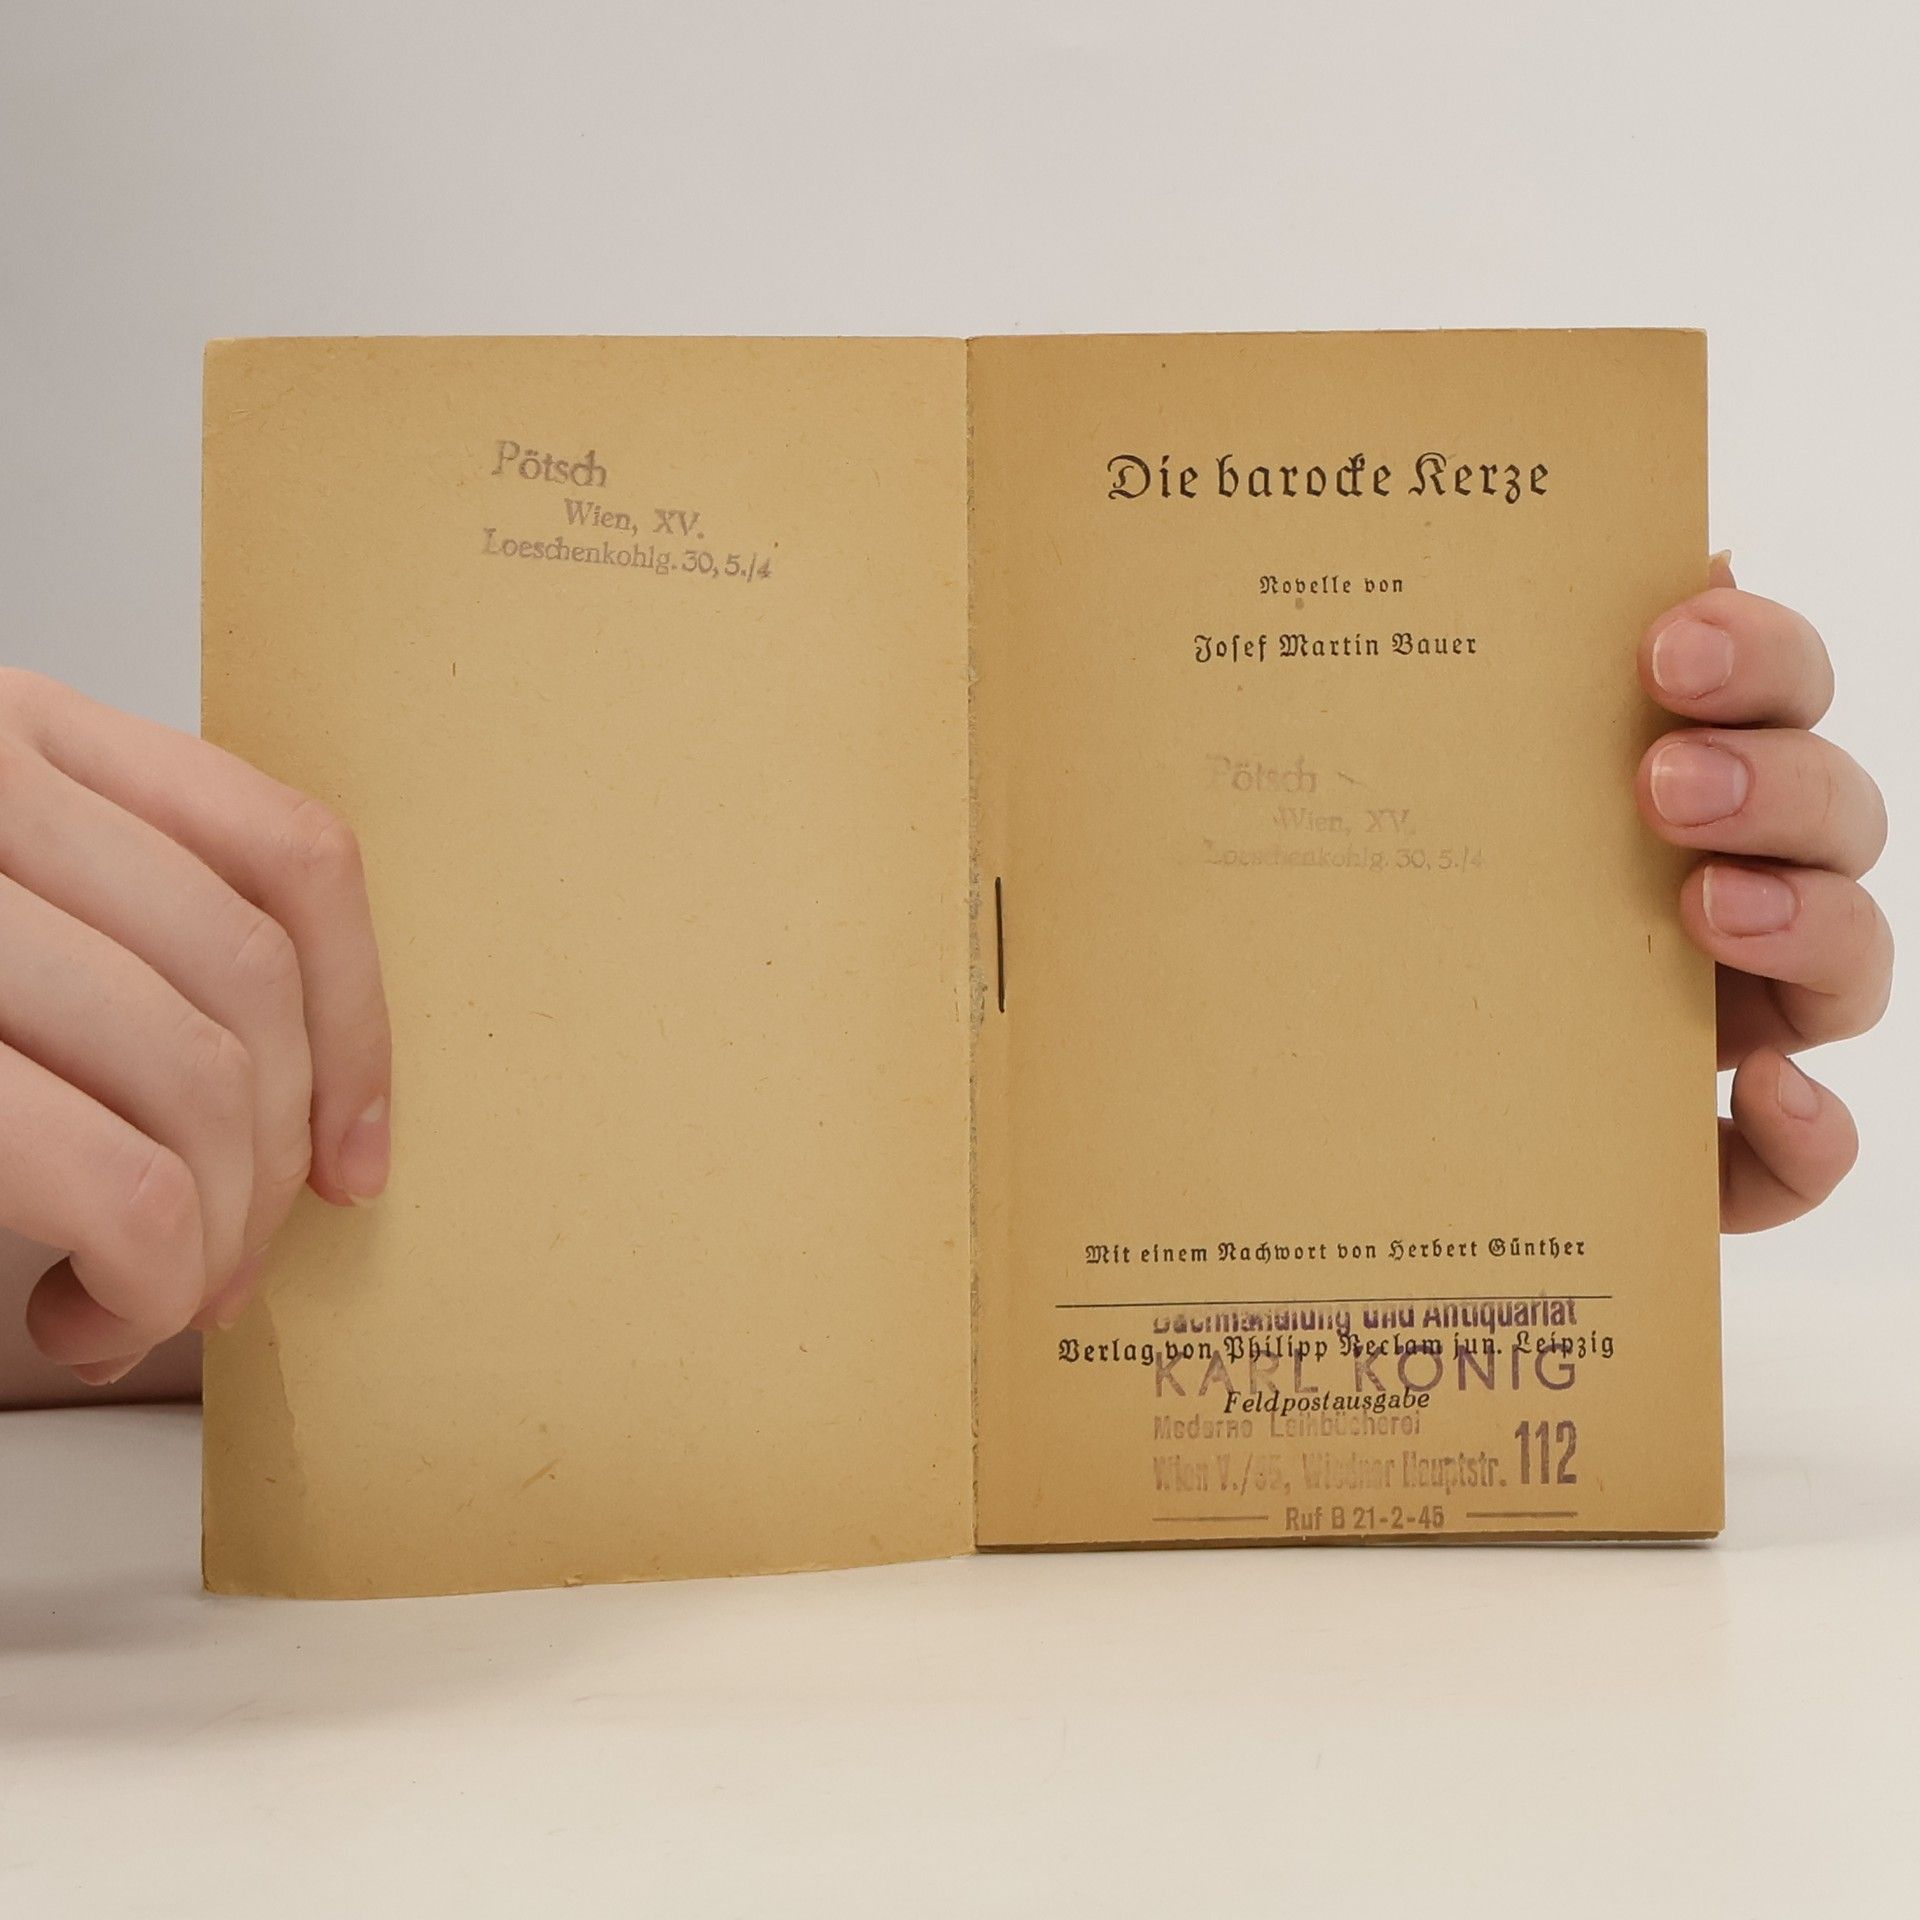 Pötsch
Wien, XV.
Loeschenkohlg. 30, 5./4
Die barocke Kerze
Novelle von
Josef Martin Bauer
Pötsch
Wien, XV.
Loeschenkohlg. 30, 5./4
Mit einem Nachwort von Herbert Günther
Buchhandlung und Antiquariat
Verlag von Philipp Reclam jun. Leipzig
KARL KÖNIG
Feldpostausgabe
Moderne Leihbücherei
Wien V./55, Wiedner Hauptstr. 112
Ruf B 21-2-45